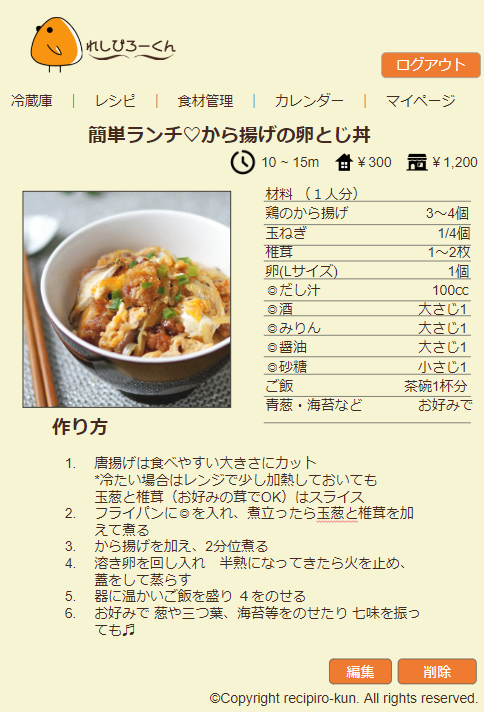 れしぴろーくん
ログアウト
冷蔵庫 | レシピ | 食材管理 | カレンダー | マイページ
簡単ランチ♡から揚げの卵とじ丼
10 ~ 15m ¥300 ¥1,200
材料 （１人分）
鶏のから揚げ 3～4個
玉ねぎ 1/4個
椎茸 1～2枚
卵(Lサイズ) 1個
◎だし汁 100cc
◎酒 大さじ1
◎みりん 大さじ1
◎醤油 大さじ1
◎砂糖 小さじ1
ご飯 茶碗1杯分
青葱・海苔など お好みで
作り方
1. 唐揚げは食べやすい大きさにカット
*冷たい場合はレンジで少し加熱しておいても
玉葱と椎茸（お好みの茸でOK）はスライス
2. フライパンに◎を入れ、煮立ったら玉葱と椎茸を加
えて煮る
3. から揚げを加え、2分位煮る
4. 溶き卵を回し入れ　半熟になってきたら火を止め、
蓋をして蒸らす
5. 器に温かいご飯を盛り ４をのせる
6. お好みで 葱や三つ葉、海苔等をのせたり 七味を振っ
ても♫
編集 削除
©Copyright recipiro-kun. All rights reserved.